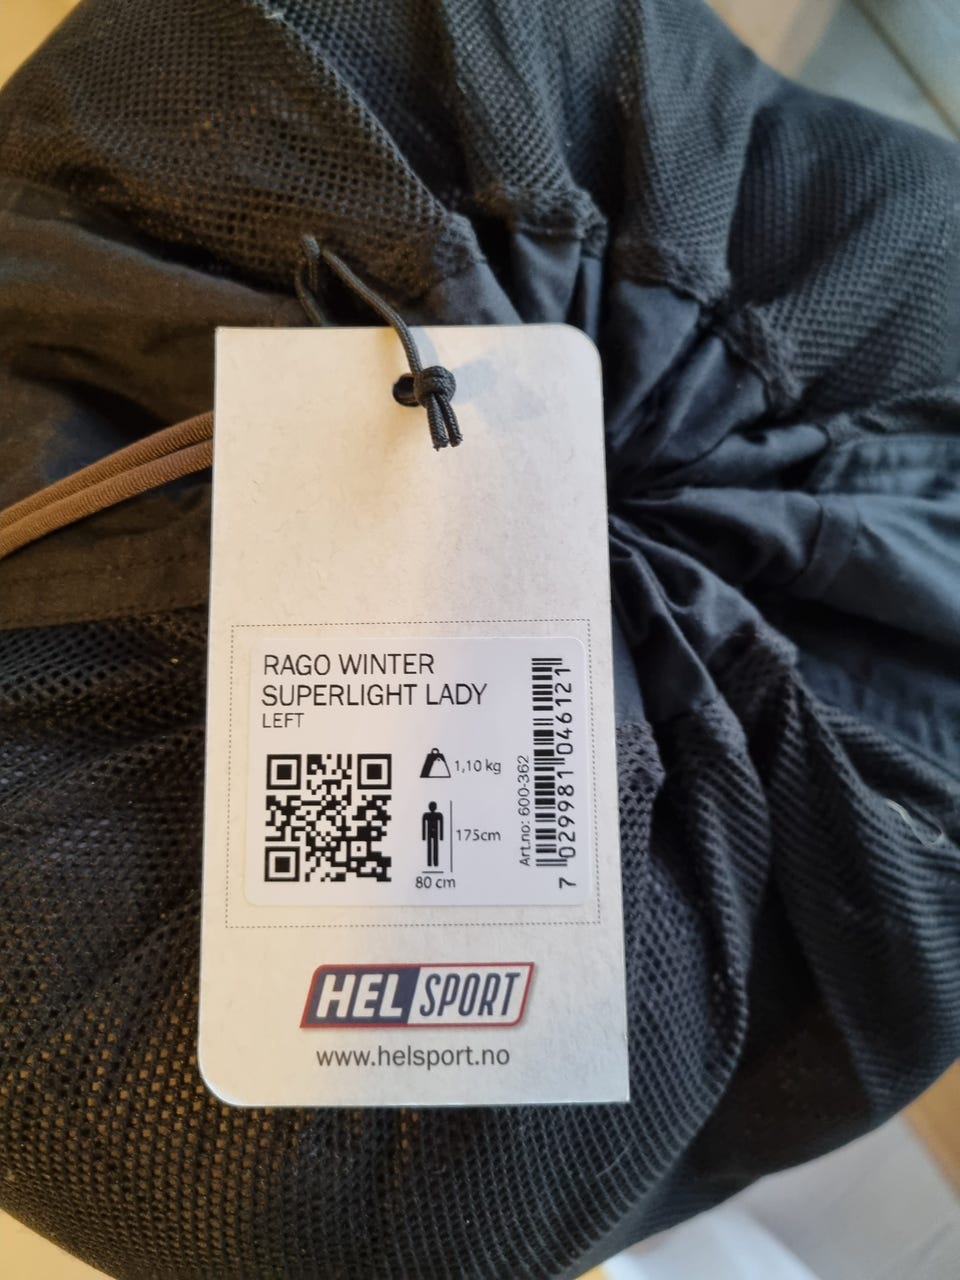 RAGO WINTER
SUPERLIGHT LADY
LEFT
1,10 kg
175cm
80 cm
Art.no: 600-362
7 029981 046121
HEL SPORT
www.helsport.no